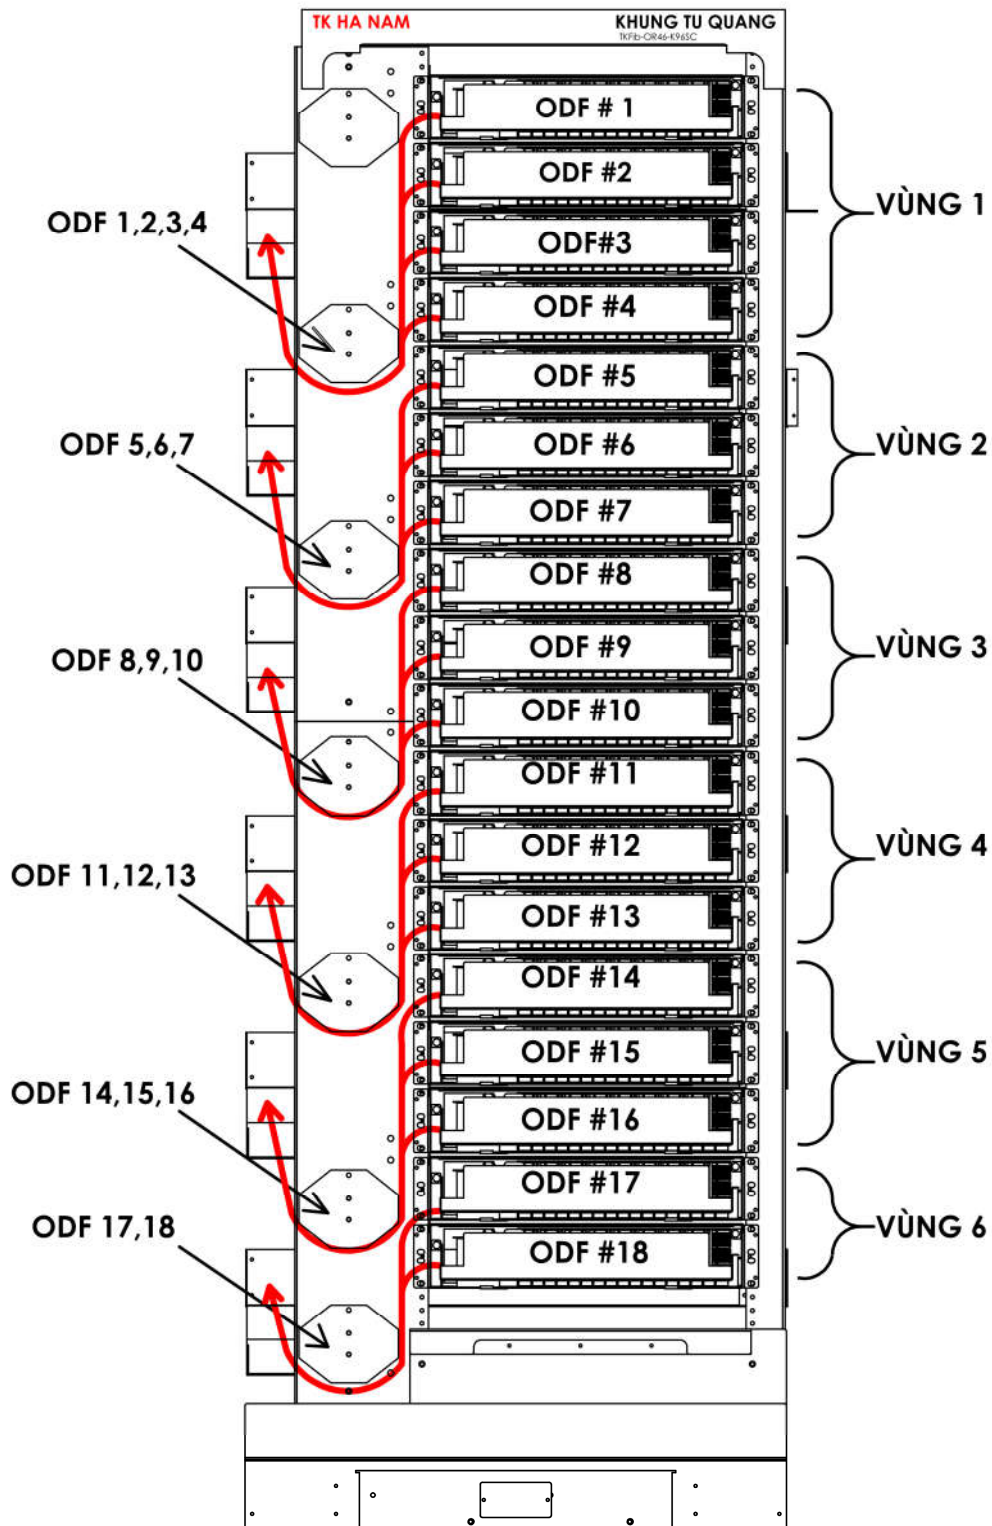 TK HA NAM
KHUNG TU QUANG
TKFib-OR46-K96SC
ODF # 1
ODF #2
ODF#3
ODF #4
ODF #5
ODF #6
ODF #7
ODF #8
ODF #9
ODF #10
ODF #11
ODF #12
ODF #13
ODF #14
ODF #15
ODF #16
ODF #17
ODF #18
ODF 1,2,3,4
ODF 5,6,7
ODF 8,9,10
ODF 11,12,13
ODF 14,15,16
ODF 17,18
VÙNG 1
VÙNG 2
VÙNG 3
VÙNG 4
VÙNG 5
VÙNG 6